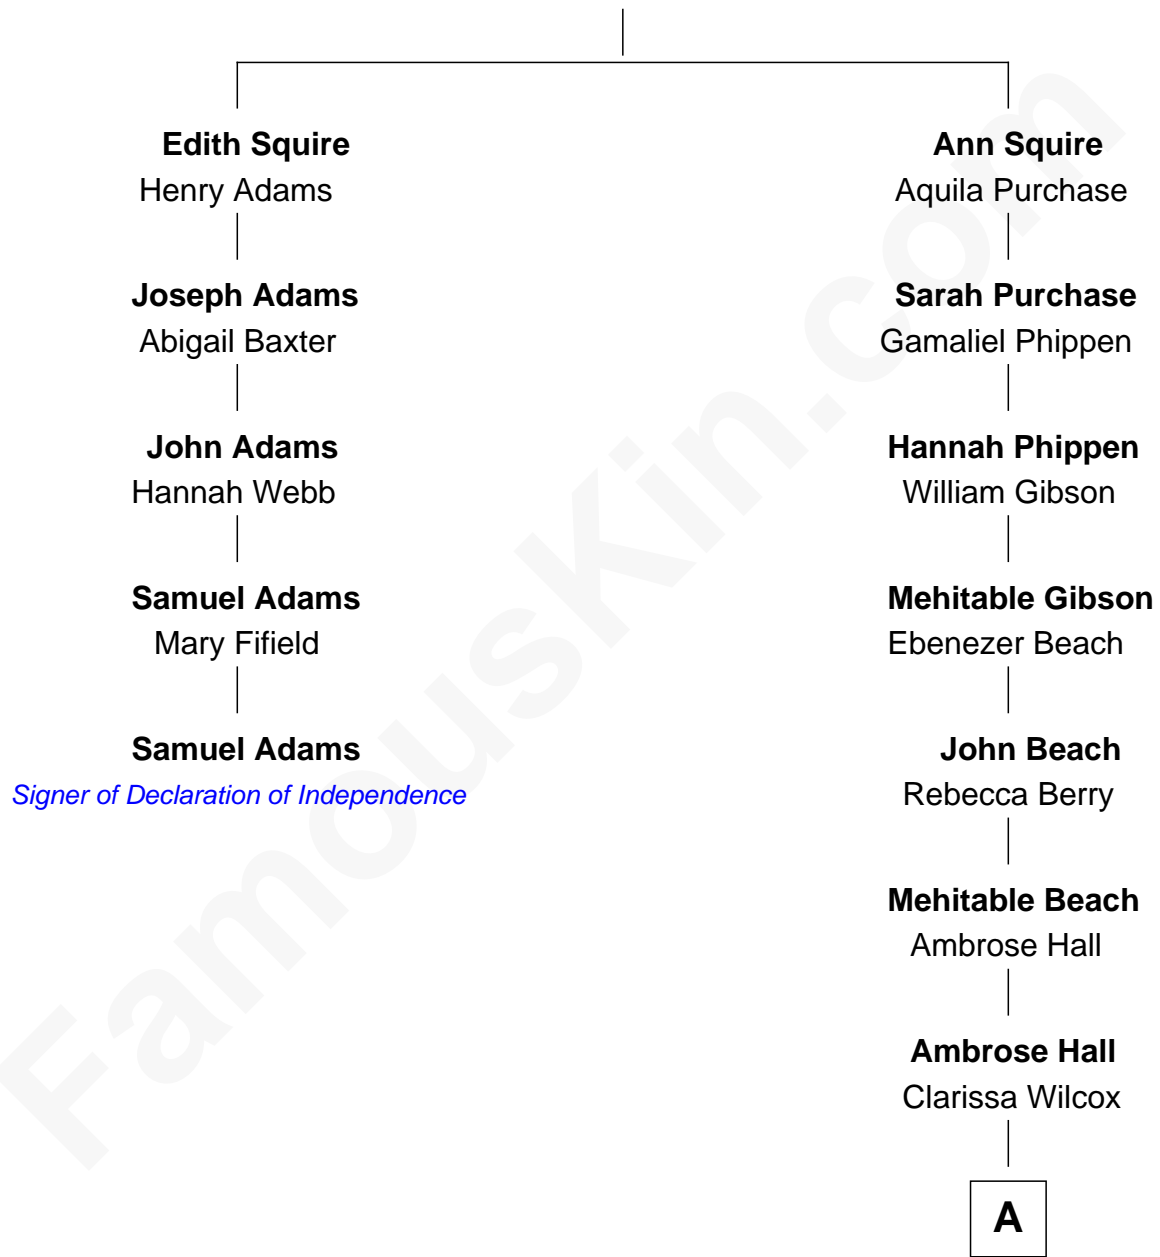 Edith Squire
Henry Adams
Joseph Adams
Abigail Baxter
John Adams
Hannah Webb
Samuel Adams
Mary Fifield
Samuel Adams
Signer of Declaration of Independence
Ann Squire
Aquila Purchase
Sarah Purchase
Gamaliel Phippen
Hannah Phippen
William Gibson
Mehitable Gibson
Ebenezer Beach
John Beach
Rebecca Berry
Mehitable Beach
Ambrose Hall
Ambrose Hall
Clarissa Wilcox
A
FamousKin.com